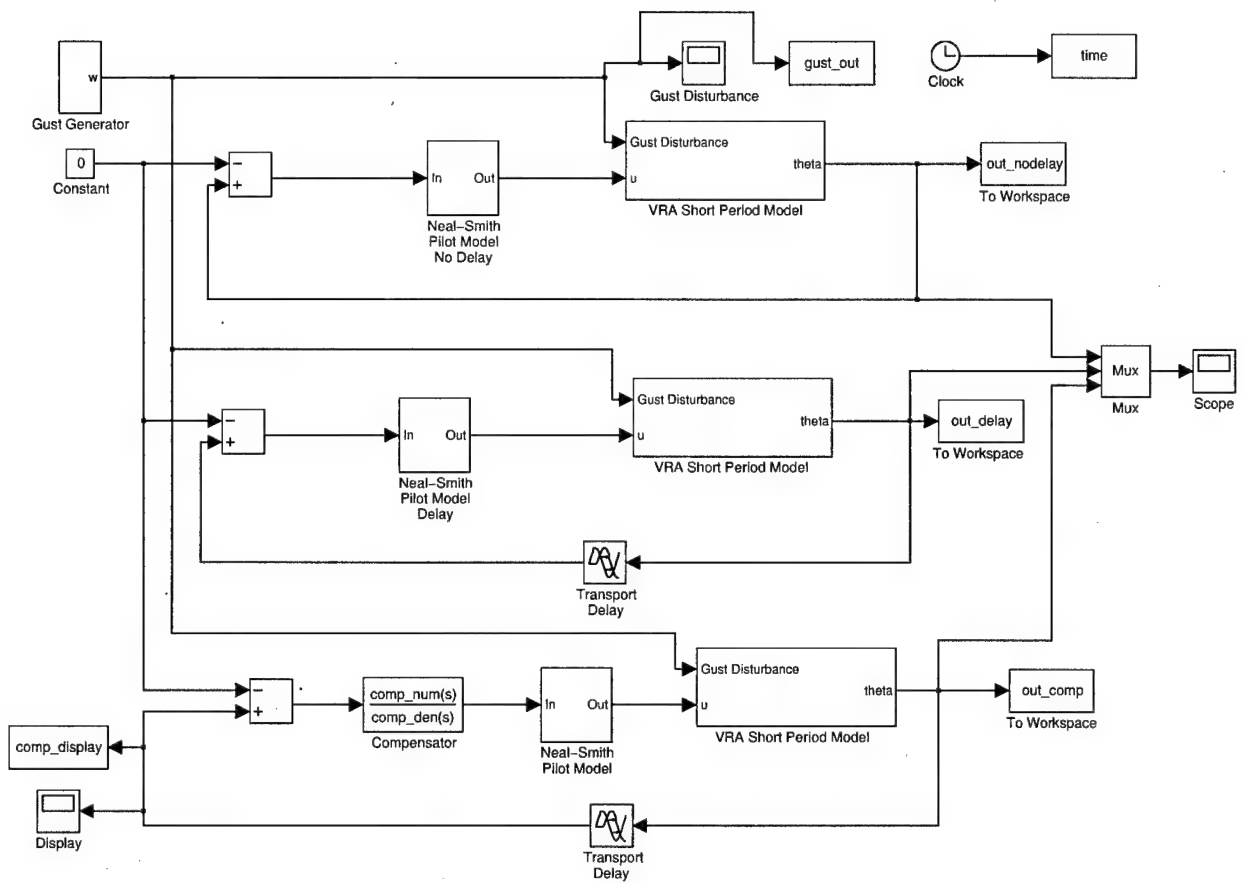 w
Gust Generator
Gust Disturbance
gust_out
Clock
time
0
Constant
−
+
In
Out
Neal−Smith
Pilot Model
No Delay
Gust Disturbance
u
theta
VRA Short Period Model
out_nodelay
To Workspace
−
+
In
Out
Neal−Smith
Pilot Model
Delay
Gust Disturbance
u
theta
VRA Short Period Model
out_delay
To Workspace
Mux
Mux
Scope
Transport
Delay
−
+
comp_num(s)
comp_den(s)
Compensator
In
Out
Neal−Smith
Pilot Model
Gust Disturbance
u
theta
VRA Short Period Model
out_comp
To Workspace
comp_display
Display
Transport
Delay